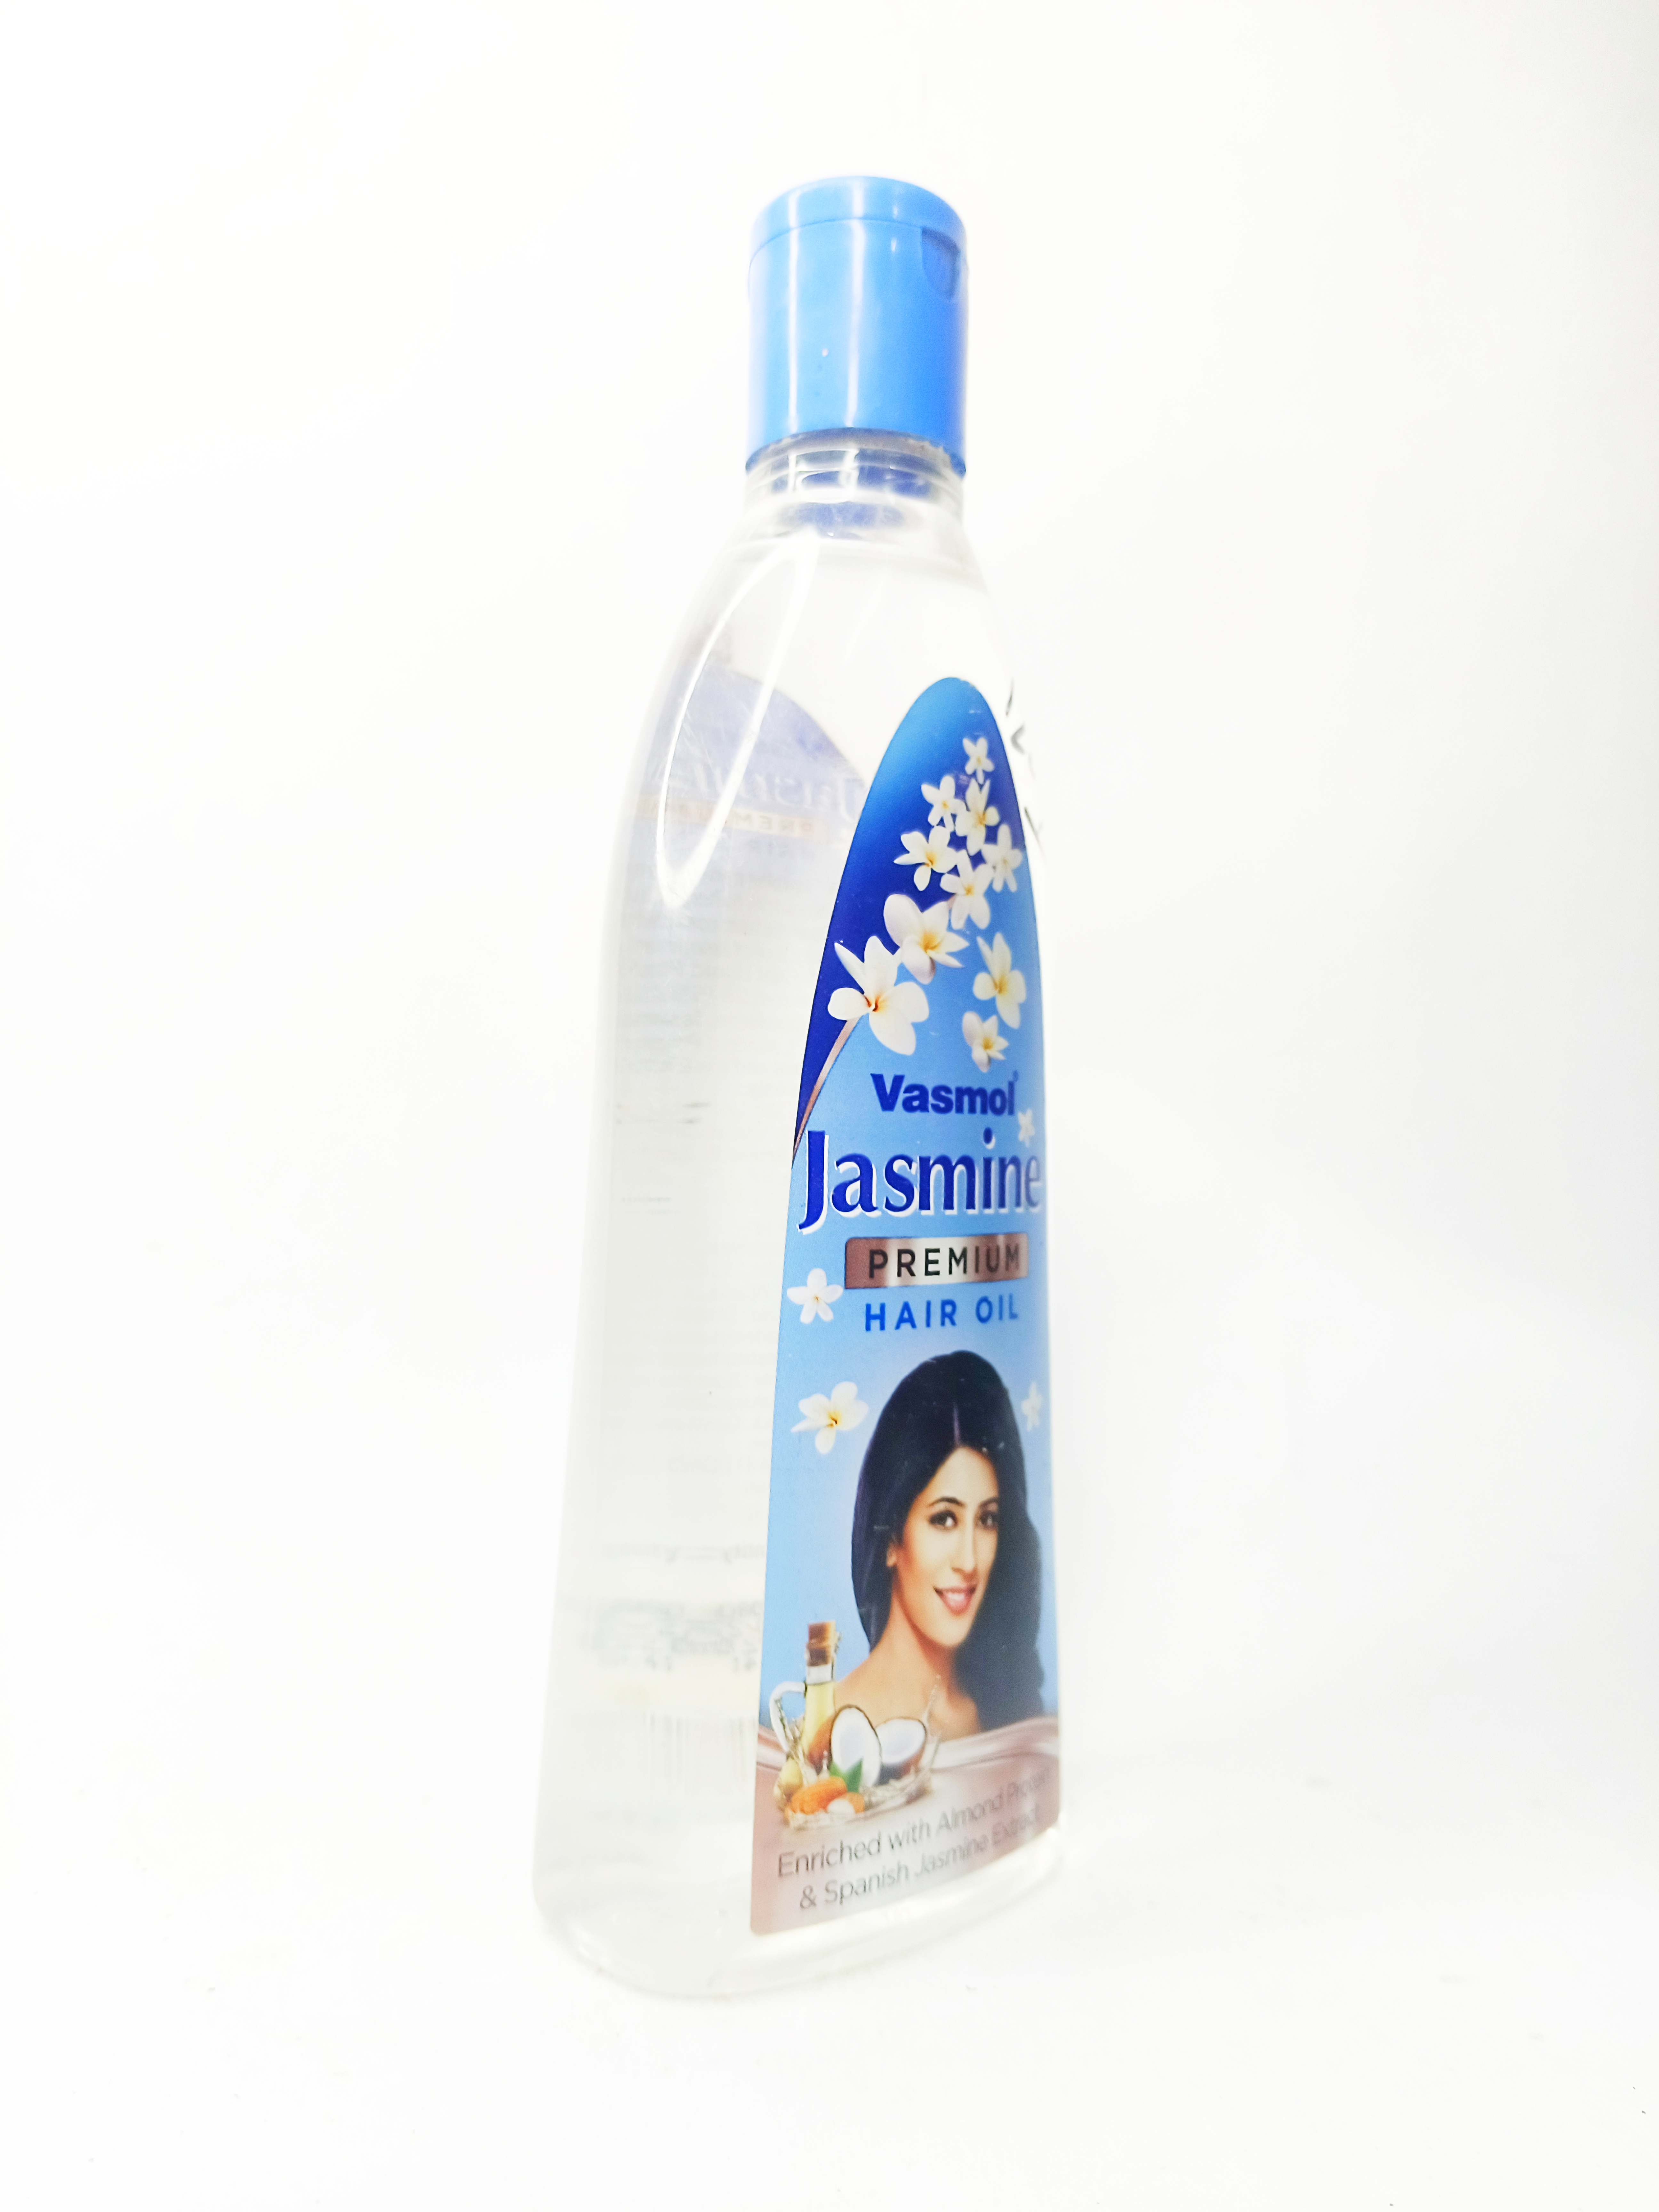 Vasmol
Jasmine
PREMIUM
HAIR OIL
Enriched with Almond Protein
& Spanish Jasmine Extract